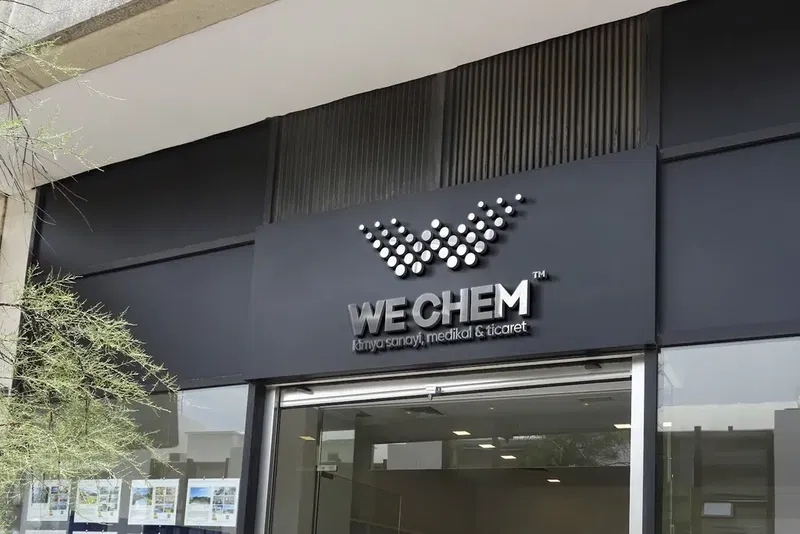 WE CHEM™
kimya sanayi, medikal & ticaret